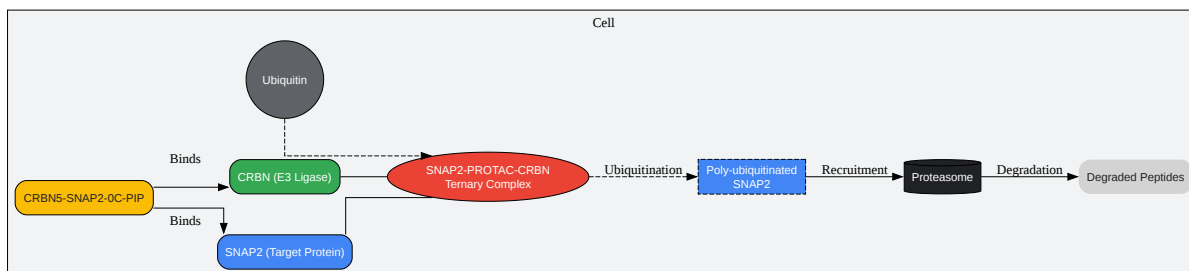 Cell
Ubiquitin
Binds
CRBN (E3 Ligase)
SNAP2-PROTAC-CRBN
Ternary Complex
Ubiquitination
Poly-ubiquitinated
SNAP2
Recruitment
Proteasome
Degradation
Degraded Peptides
CRBN5-SNAP2-0C-PIP
Binds
SNAP2 (Target Protein)